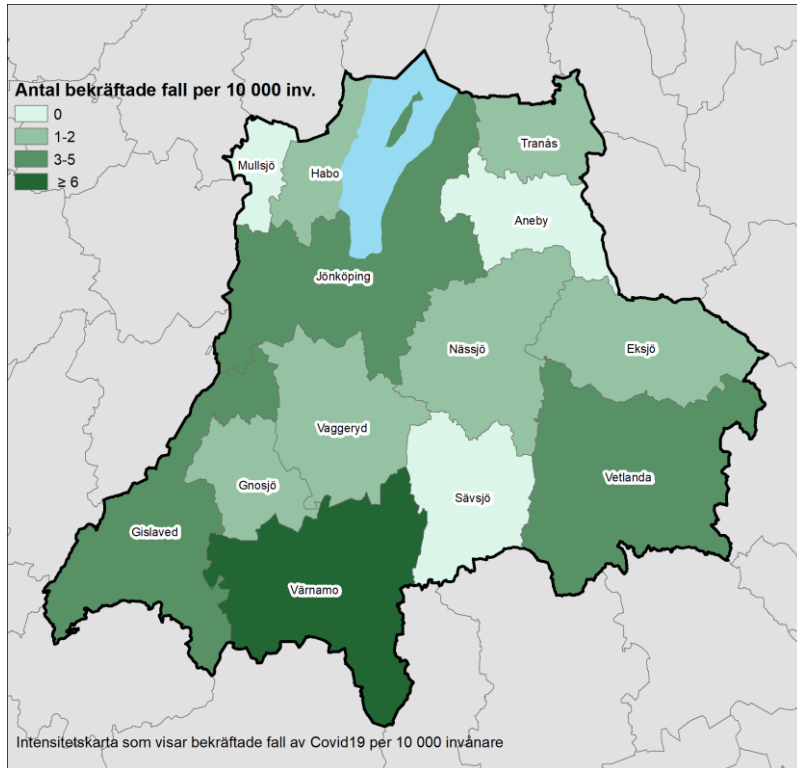 Antal bekräftade fall per 10 000 inv.
0
1-2
3-5
≥ 6
Tranås
Mullsjö
Habo
Aneby
Jönköping
Nässjö
Eksjö
Vaggeryd
Gnosjö
Vetlanda
Sävsjö
Gislaved
Värnamo
Intensitetskarta som visar bekräftade fall av Covid19 per 10 000 invånare